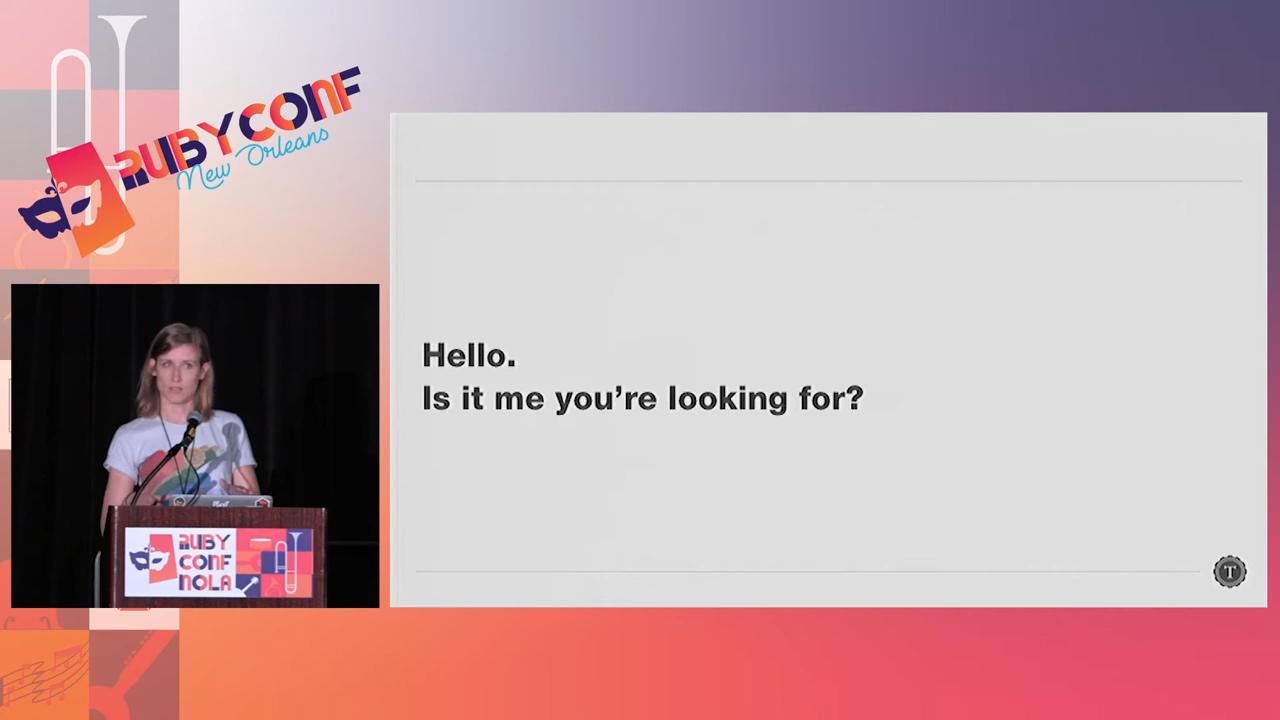 RUBYCONF
New Orleans
Hello.
Is it me you're looking for?
T
RUBY
CONF
NOLA